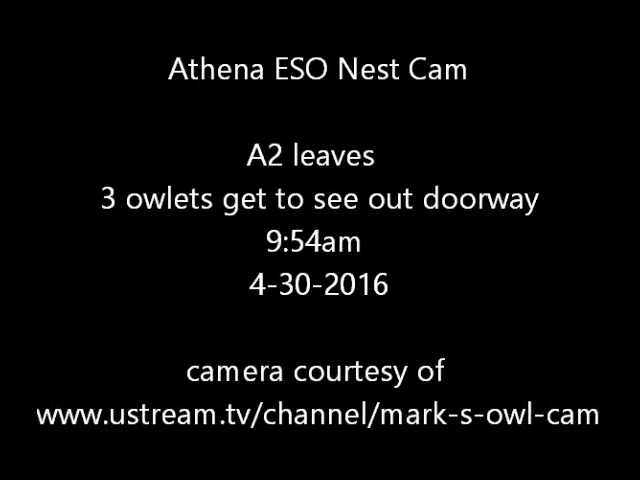 Athena ESO Nest Cam
A2 leaves
3 owlets get to see out doorway
9:54am
4-30-2016
camera courtesy of
www.ustream.tv/channel/mark-s-owl-cam